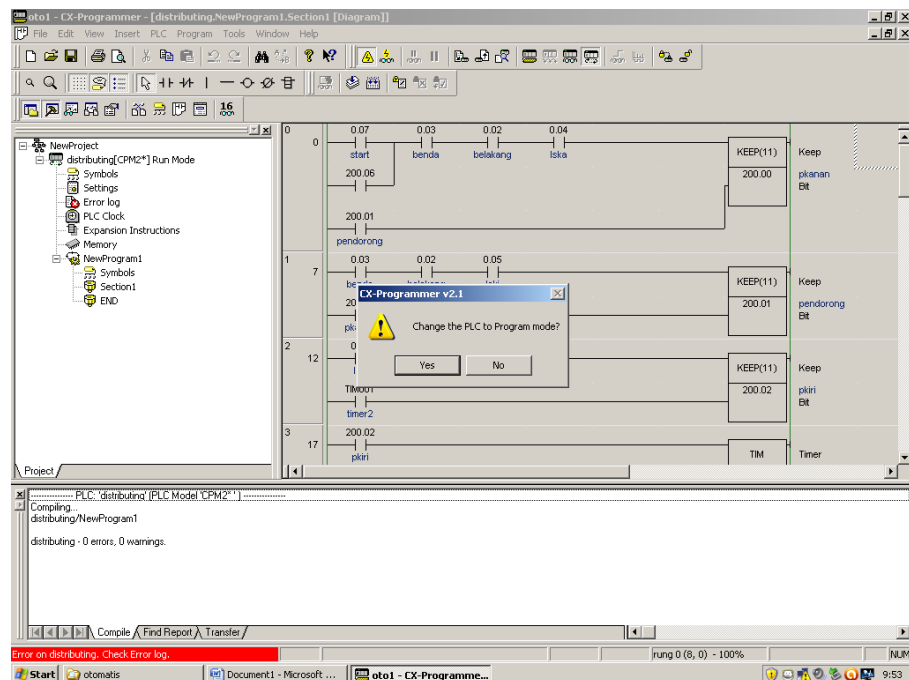 oto1 - CX-Programmer - [distributing.NewProgram1.Section1 [Diagram]]
File Edit View Insert PLC Program Tools Window Help
16
NewProject
distributing[CPM2*] Run Mode
Symbols
Settings
Error log
PLC Clock
Expansion Instructions
Memory
NewProgram1
Symbols
Section1
END
Project
0
0
0.07 0.03 0.02 0.04
start benda belakang lska
KEEP(11) Keep
200.06
200.00 pkanan
Bit
200.01
pendorong
1
7
0.03 0.02 0.05
KEEP(11) Keep
200.01 pendorong
Bit
CX-Programmer v2.1
Change the PLC to Program mode?
Yes No
2
12
KEEP(11) Keep
TIM001
timer2
200.02 pkiri
Bit
3
17
200.02
pkiri
TIM Timer
PLC: 'distributing' (PLC Model 'CPM2*')
Compiling...
distributing/NewProgram1
distributing - 0 errors, 0 warnings.
Compile Find Report Transfer
Error on distributing. Check Error log.
rung 0 (8, 0) - 100%
NUM
Start otomatis Document1 - Microsoft ... oto1 - CX-Programme... 9:53